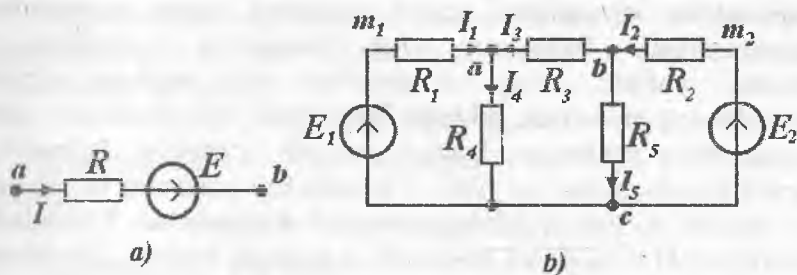 m₁ I₁ I₃ I₂ m₂
a b
R₁ I₄ R₃ R₂
E₁ R₄ R₅ E₂
a R E b
I I₅
c
a) b)